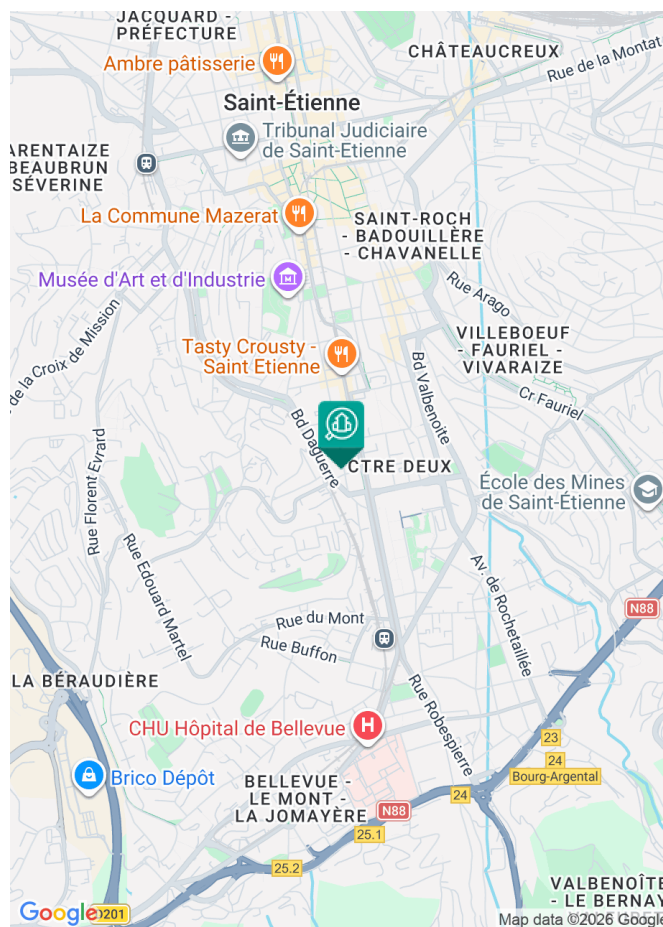 JACQUARD -
PRÉFECTURE
Ambre pâtisserie
CHÂTEAUCREUX
Rue de la Montat
Saint-Étienne
Tribunal Judiciaire
de Saint-Etienne
ARENTAIZE
BEAUBRUN
SÉVERINE
La Commune Mazerat
SAINT-ROCH
- BADOUILLÈRE
- CHAVANELLE
Musée d'Art et d'Industrie
Rue Arago
de la Croix de Mission
VILLEBOEUF
- FAURIEL -
VIVARAIZE
Tasty Crousty -
Saint Etienne
Bd Valbenoite
Cr Fauriel
Bd Daguerre
CTRE DEUX
Rue Florent Evrard
École des Mines
de Saint-Étienne
Rue Edouard Martel
Av. de Rochetaillée
N88
Rue du Mont
Rue Buffon
LA BÉRAUDIÈRE
Rue Robespierre
CHU Hôpital de Bellevue
H
23
24
Bourg-Argental
Brico Dépôt
BELLEVUE -
LE MONT -
LA JOMAYÈRE
24
N88
25.1
25.2
VALBENOÎTE
- LE BERNAY
Google
D201
Map data ©2026 Google